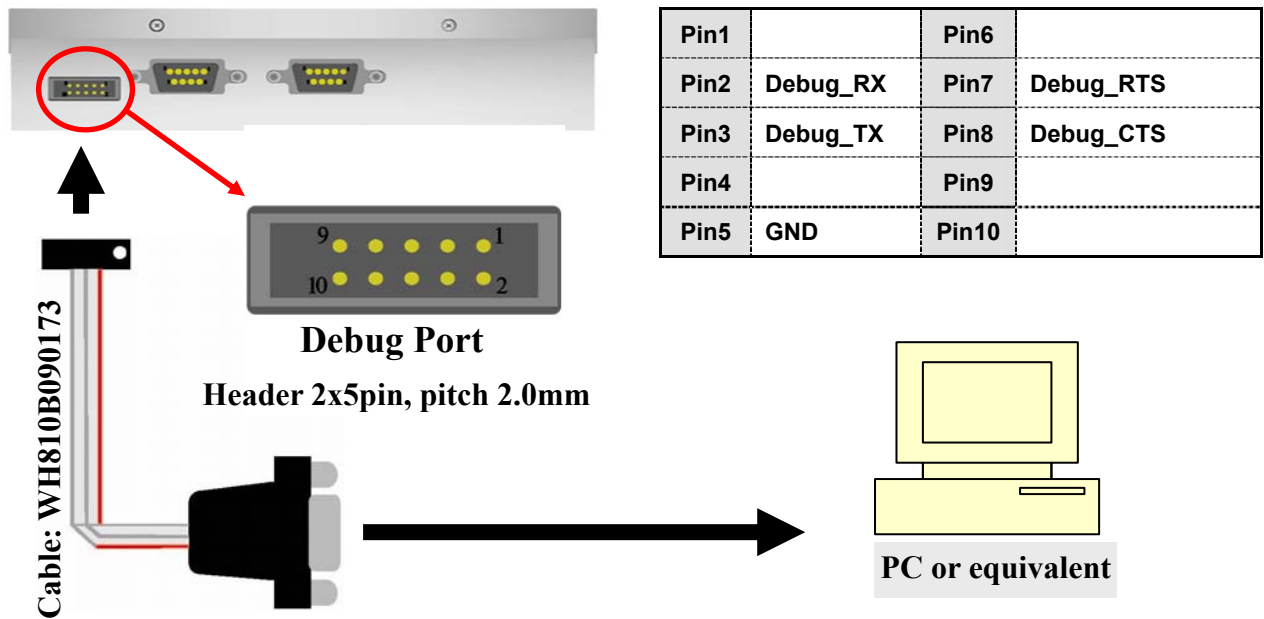 Pin1 Pin6
Pin2 Debug_RX Pin7 Debug_RTS
Pin3 Debug_TX Pin8 Debug_CTS
Pin4 Pin9
Pin5 GND Pin10
9 1
10 2
Debug Port
Header 2x5pin, pitch 2.0mm
Cable: WH810B090173
PC or equivalent